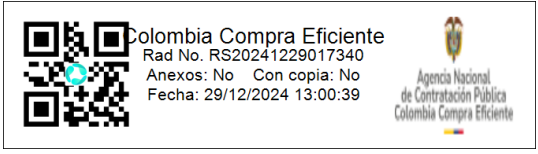 Colombia Compra Eficiente
Rad No. RS20241229017340
Anexos: No Con copia: No
Fecha: 29/12/2024 13:00:39
Agencia Nacional
de Contratación Pública
Colombia Compra Eficiente